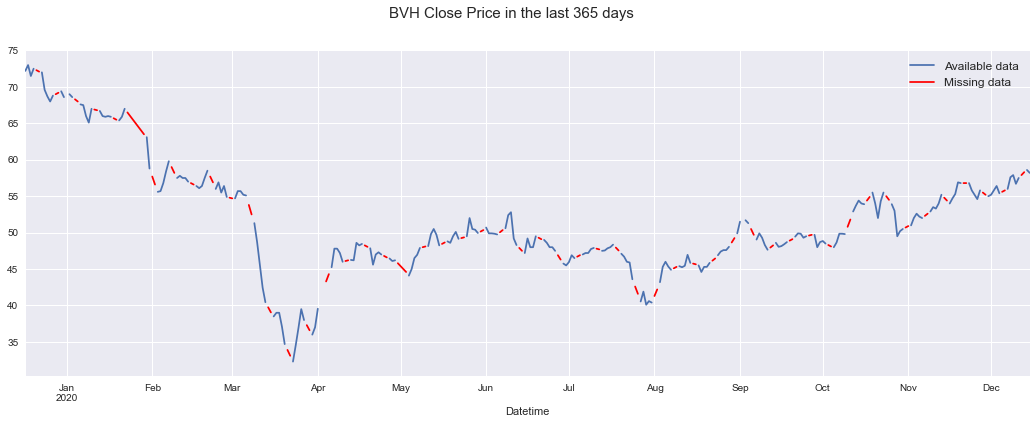 BVH Close Price in the last 365 days
Available data
Missing data
75
70
65
60
55
50
45
40
35
Jan Feb Mar Apr May Jun Jul Aug Sep Oct Nov Dec
2020
Datetime